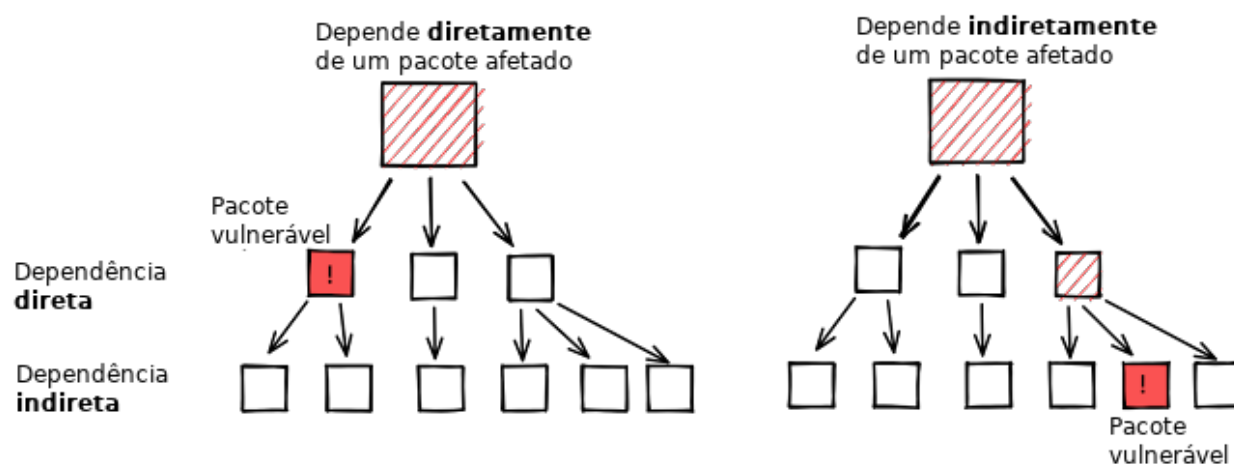 Depende diretamente
de um pacote afetado
Pacote
vulnerável
!
Dependência
direta
Dependência
indireta
Depende indiretamente
de um pacote afetado
!
Pacote
vulnerável